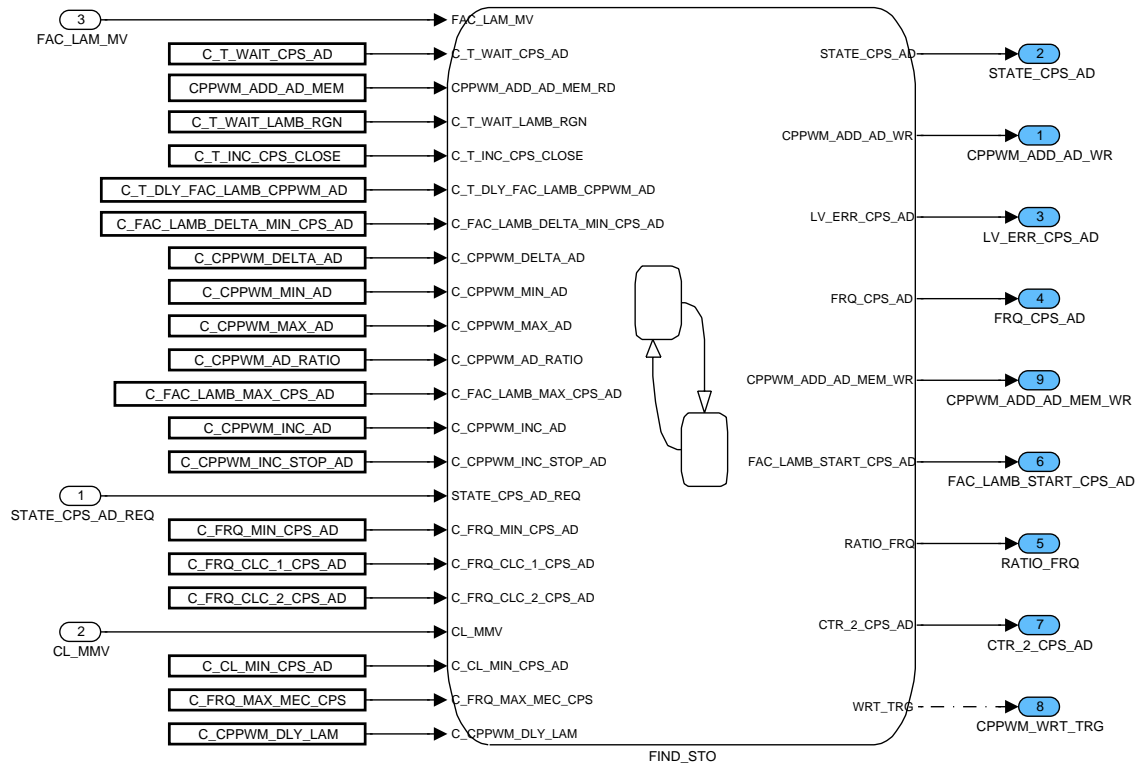 3
FAC_LAM_MV
C_T_WAIT_CPS_AD
CPPWM_ADD_AD_MEM
C_T_WAIT_LAMB_RGN
C_T_INC_CPS_CLOSE
C_T_DLY_FAC_LAMB_CPPWM_AD
C_FAC_LAMB_DELTA_MIN_CPS_AD
C_CPPWM_DELTA_AD
C_CPPWM_MIN_AD
C_CPPWM_MAX_AD
C_CPPWM_AD_RATIO
C_FAC_LAMB_MAX_CPS_AD
C_CPPWM_INC_AD
C_CPPWM_INC_STOP_AD
1
STATE_CPS_AD_REQ
C_FRQ_MIN_CPS_AD
C_FRQ_CLC_1_CPS_AD
C_FRQ_CLC_2_CPS_AD
2
CL_MMV
C_CL_MIN_CPS_AD
C_FRQ_MAX_MEC_CPS
C_CPPWM_DLY_LAM
FAC_LAM_MV
C_T_WAIT_CPS_AD
CPPWM_ADD_AD_MEM_RD
C_T_WAIT_LAMB_RGN
C_T_INC_CPS_CLOSE
C_T_DLY_FAC_LAMB_CPPWM_AD
C_FAC_LAMB_DELTA_MIN_CPS_AD
C_CPPWM_DELTA_AD
C_CPPWM_MIN_AD
C_CPPWM_MAX_AD
C_CPPWM_AD_RATIO
C_FAC_LAMB_MAX_CPS_AD
C_CPPWM_INC_AD
C_CPPWM_INC_STOP_AD
STATE_CPS_AD_REQ
C_FRQ_MIN_CPS_AD
C_FRQ_CLC_1_CPS_AD
C_FRQ_CLC_2_CPS_AD
CL_MMV
C_CL_MIN_CPS_AD
C_FRQ_MAX_MEC_CPS
C_CPPWM_DLY_LAM
STATE_CPS_AD
CPPWM_ADD_AD_WR
LV_ERR_CPS_AD
FRQ_CPS_AD
CPPWM_ADD_AD_MEM_WR
FAC_LAMB_START_CPS_AD
RATIO_FRQ
CTR_2_CPS_AD
WRT_TRG
FIND_STO
2
STATE_CPS_AD
1
CPPWM_ADD_AD_WR
3
LV_ERR_CPS_AD
4
FRQ_CPS_AD
9
CPPWM_ADD_AD_MEM_WR
6
FAC_LAMB_START_CPS_AD
5
RATIO_FRQ
7
CTR_2_CPS_AD
8
CPPWM_WRT_TRG